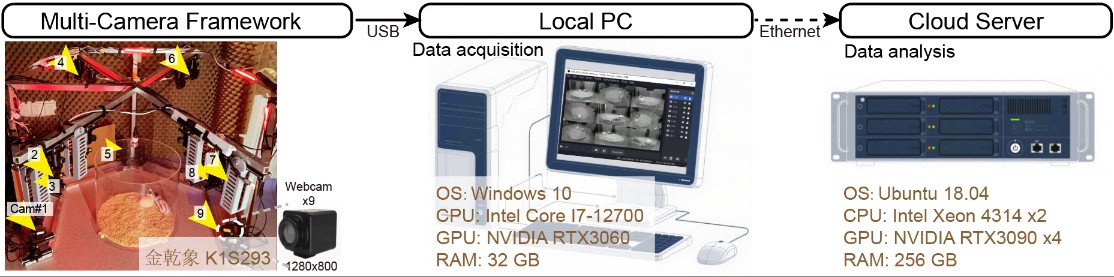 Multi-Camera Framework
USB
Local PC
Ethernet
Cloud Server
Data acquisition
Data analysis
4
6
2
3
5
7
8
9
Cam#1
Webcam
x9
1280x800
金乾象 K1S293
OS: Windows 10
CPU: Intel Core I7-12700
GPU: NVIDIA RTX3060
RAM: 32 GB
OS: Ubuntu 18.04
CPU: Intel Xeon 4314 x2
GPU: NVIDIA RTX3090 x4
RAM: 256 GB